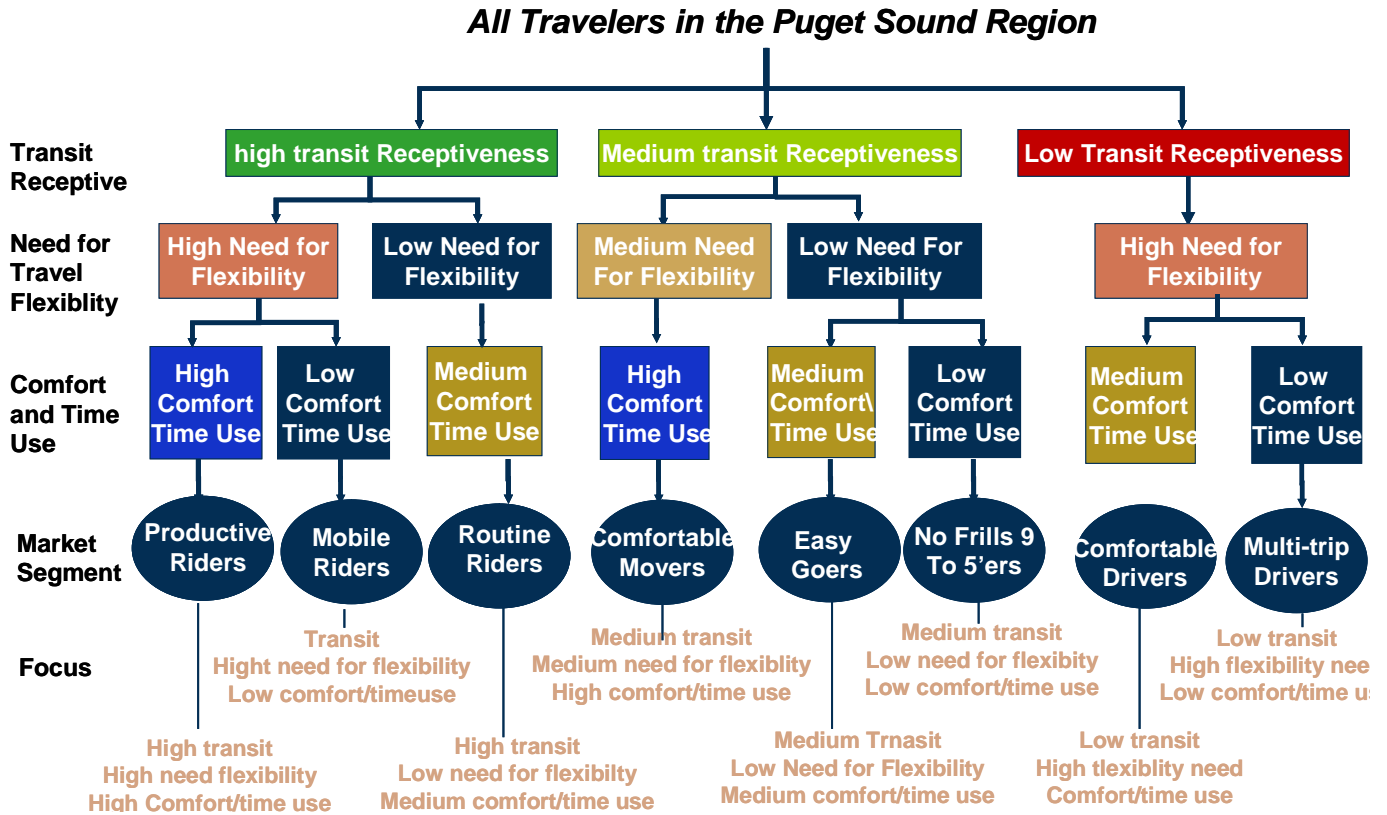 All Travelers in the Puget Sound Region
Transit
Receptive
high transit Receptiveness
Medium transit Receptiveness
Low Transit Receptiveness
Need for
Travel
Flexiblity
High Need for
Flexibility
Low Need for
Flexibility
Medium Need
For Flexibility
Low Need For
Flexibility
High Need for
Flexibility
Comfort
and Time
Use
High
Comfort
Time Use
Low
Comfort
Time Use
Medium
Comfort
Time Use
High
Comfort
Time Use
Medium
Comfort\
Time Use
Low
Comfort
Time Use
Medium
Comfort
Time Use
Low
Comfort
Time Use
Market
Segment
Productive
Riders
Mobile
Riders
Routine
Riders
Comfortable
Movers
Easy
Goers
No Frills 9
To 5’ers
Comfortable
Drivers
Multi-trip
Drivers
Focus
Transit
Hight need for flexibility
Low comfort/timeuse
Medium transit
Medium need for flexiblity
High comfort/time use
Medium transit
Low need for flexibity
Low comfort/time use
Low transit
High flexibility nee
Low comfort/time u
High transit
High need flexibility
High Comfort/time use
High transit
Low need for flexibilty
Medium comfort/time use
Medium Trnasit
Low Need for Flexibility
Medium comfort/time use
Low transit
High tlexiblity need
Comfort/time use